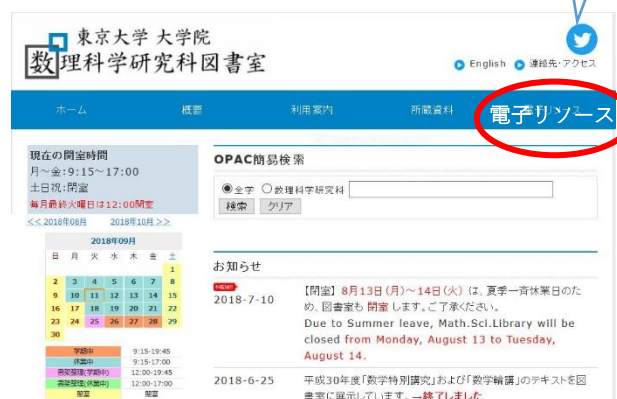 東京大学 大学院
数理科学研究科図書室
English 連絡先・アクセス
ホーム 概要 利用案内 所蔵資料 電子リソース
現在の開室時間
月～金:9:15～17:00
土日祝:閉室
毎月最終火曜日は12:00開室
<< 2018年08月 2018年10月 >>
2018年09月
日 月 火 水 木 金 土
1
2 3 4 5 6 7 8
9 10 11 12 13 14 15
16 17 18 19 20 21 22
23 24 25 26 27 28 29
30
学期中 9:15-19:45
休業中 9:15-17:00
書架整理(学期中) 12:00-19:45
書架整理(休業中) 12:00-17:00
閉室 閉室
OPAC簡易検索
全学 数理科学研究科
検索 クリア
お知らせ
NEW!
2018-7-10
【閉室】 8月13日(月)～14日(火) は、夏季一斉休業日のた
め、図書室も 閉室 します。ご了承ください。
Due to Summer leave, Math.Sci.Library will be
closed from Monday, August 13 to Tuesday,
August 14.
2018-6-25
平成30年度「数学特別講究」および「数学輪講」のテキストを図
書室に展示しています。→終了しました